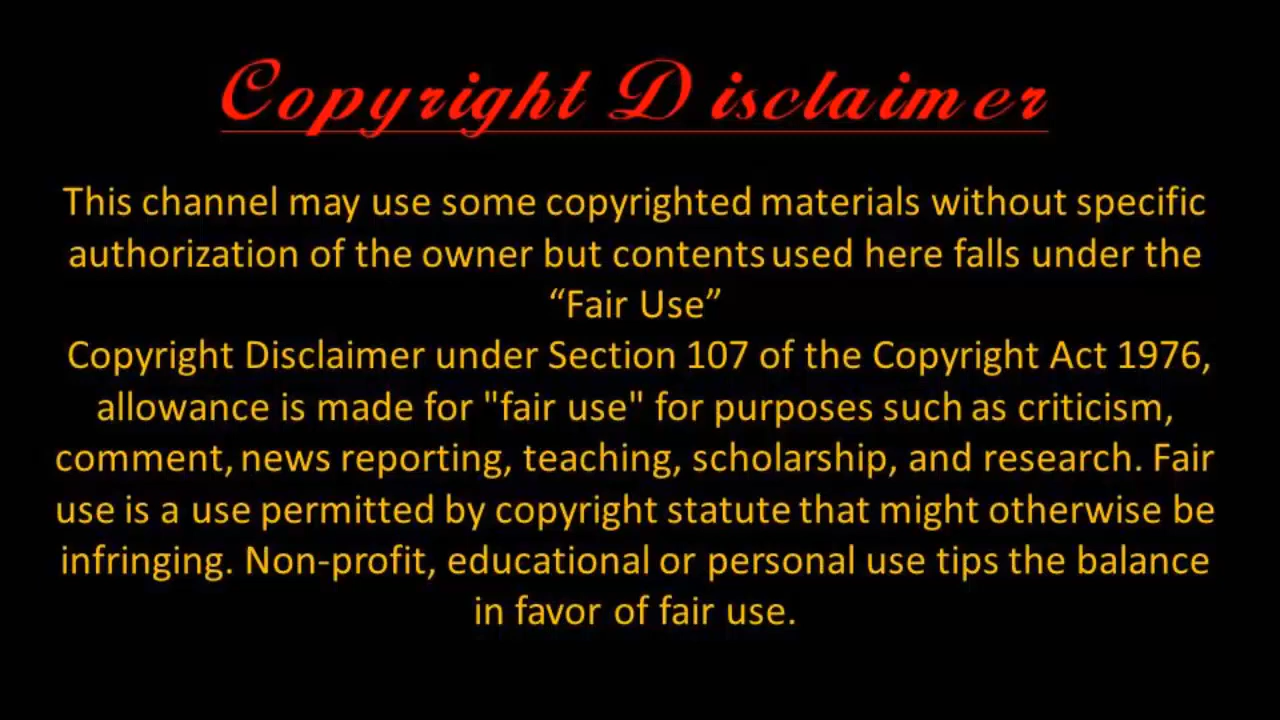 Copyright Disclaimer
This channel may use some copyrighted materials without specific
authorization of the owner but contents used here falls under the
“Fair Use”
Copyright Disclaimer under Section 107 of the Copyright Act 1976,
allowance is made for "fair use" for purposes such as criticism,
comment, news reporting, teaching, scholarship, and research. Fair
use is a use permitted by copyright statute that might otherwise be
infringing. Non-profit, educational or personal use tips the balance
in favor of fair use.